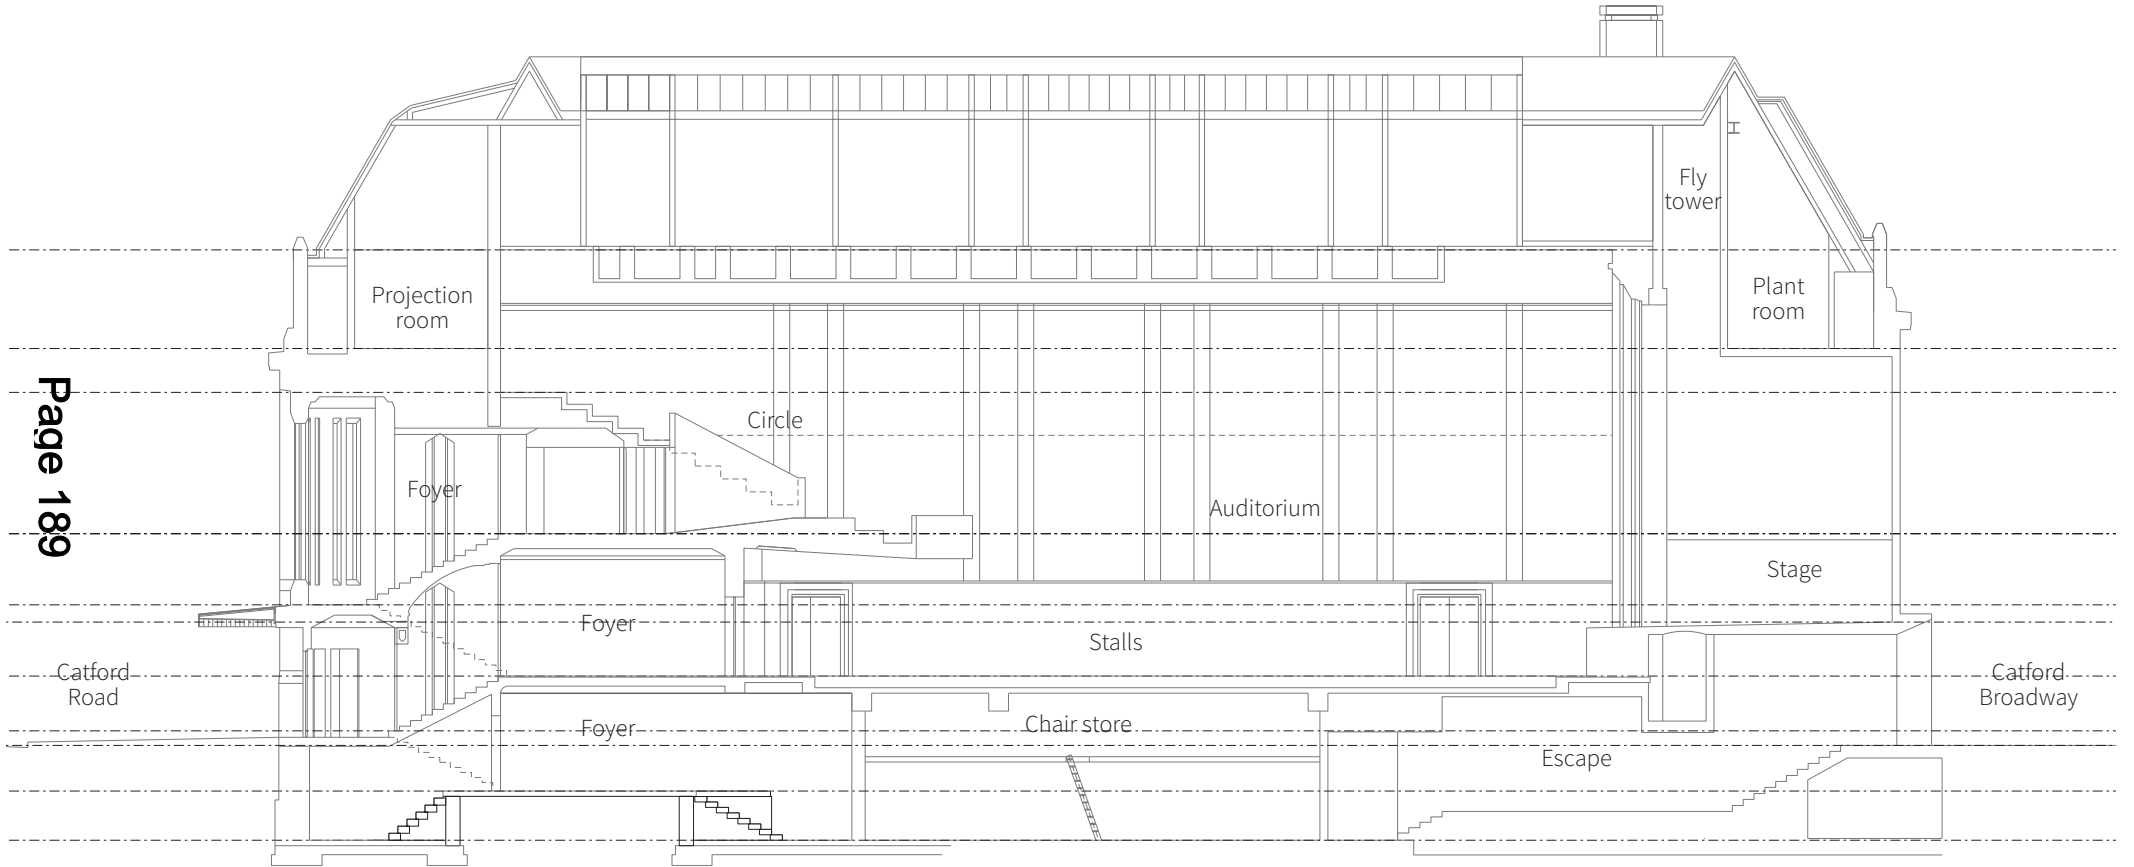 Fly
tower
Projection
room
Plant
room
Page 189
Circle
Foyer
Auditorium
Stage
Foyer
Stalls
Catford
Road
Catford
Broadway
Foyer
Chair store
Escape